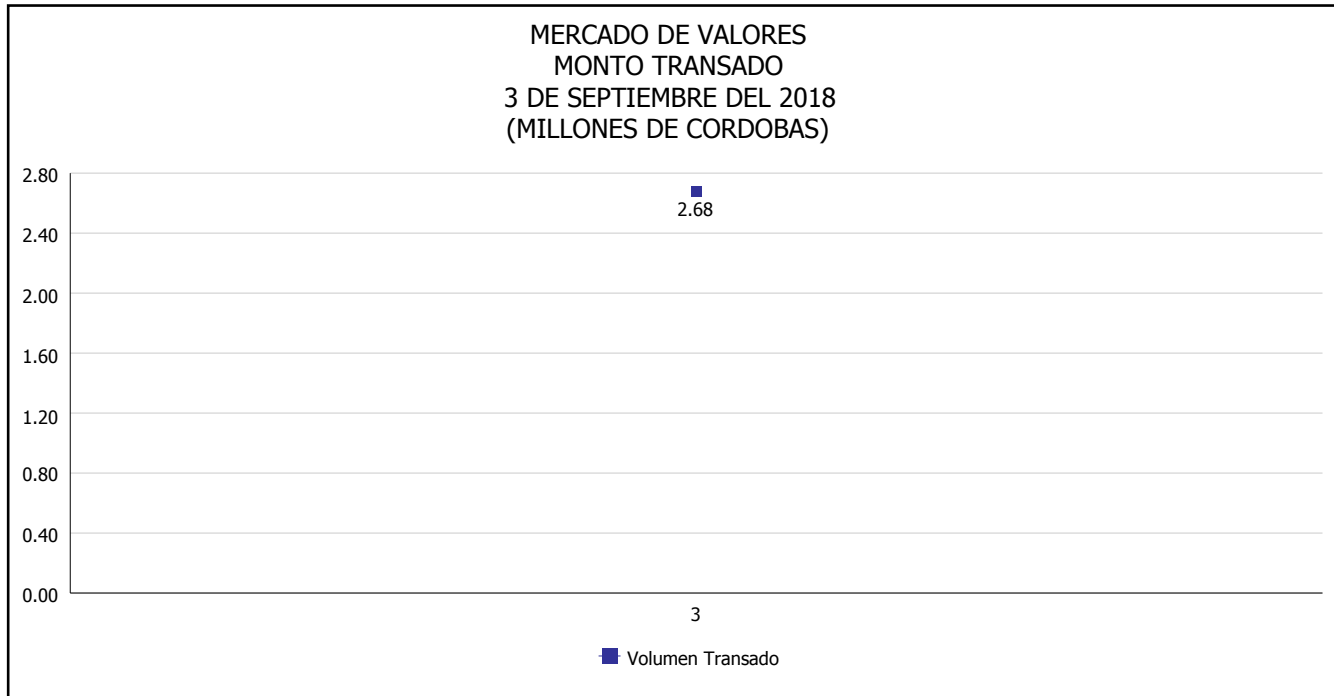 MERCADO DE VALORES
MONTO TRANSADO
3 DE SEPTIEMBRE DEL 2018
(MILLONES DE CORDOBAS)
2.80
2.68
2.40
2.00
1.60
1.20
0.80
0.40
0.00
3
Volumen Transado